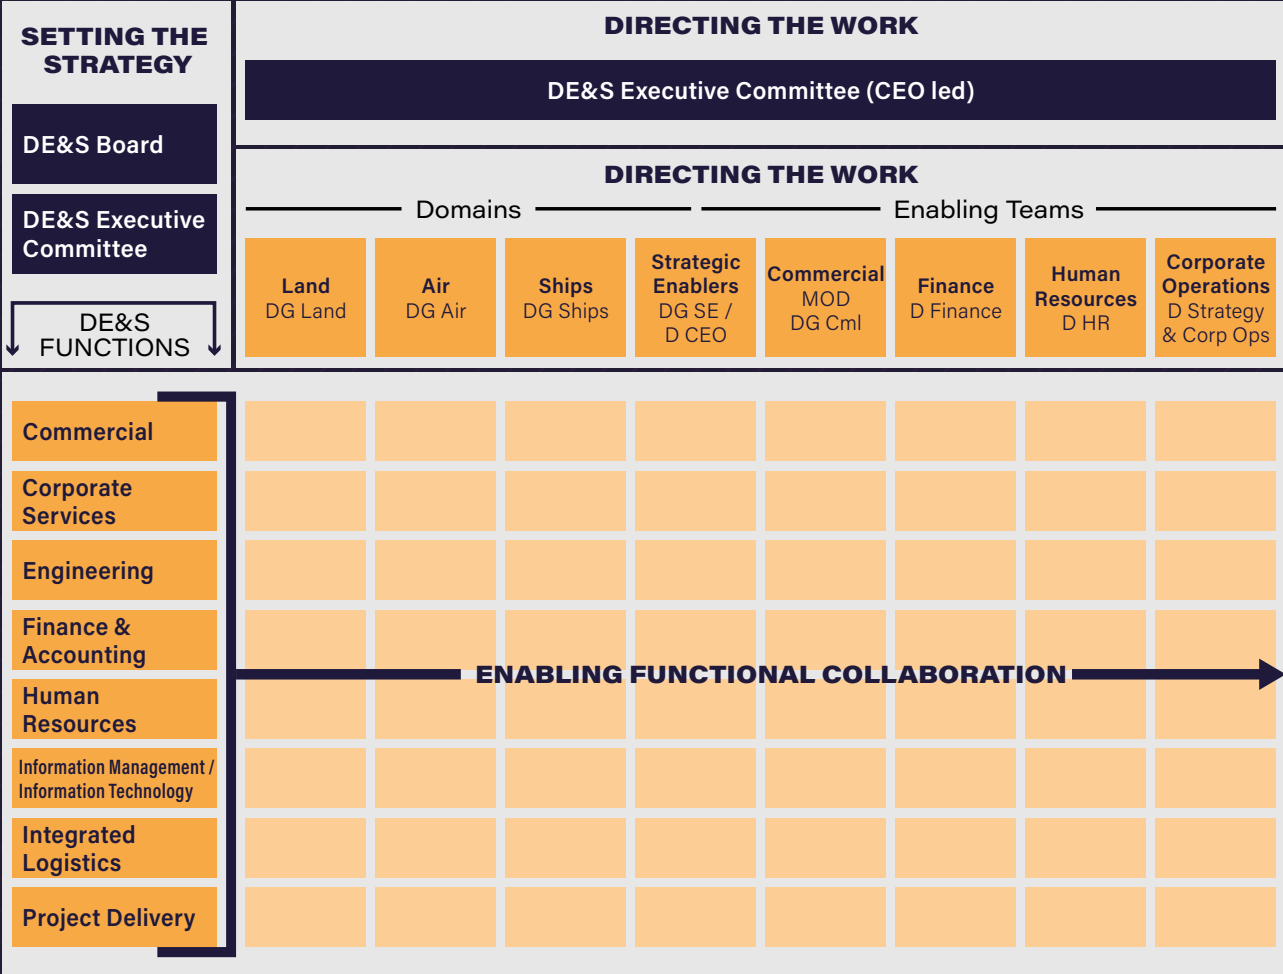 SETTING THE
STRATEGY
DE&S Board
DE&S Executive
Committee
DE&S
FUNCTIONS
DIRECTING THE WORK
DE&S Executive Committee (CEO led)
DIRECTING THE WORK
Domains
Enabling Teams
Land
DG Land
Air
DG Air
Ships
DG Ships
Strategic
Enablers
DG SE /
D CEO
Commercial
MOD
DG Cml
Finance
D Finance
Human
Resources
D HR
Corporate
Operations
D Strategy
& Corp Ops
Commercial
Corporate
Services
Engineering
Finance &
Accounting
Human
Resources
Information Management /
Information Technology
Integrated
Logistics
Project Delivery
ENABLING FUNCTIONAL COLLABORATION